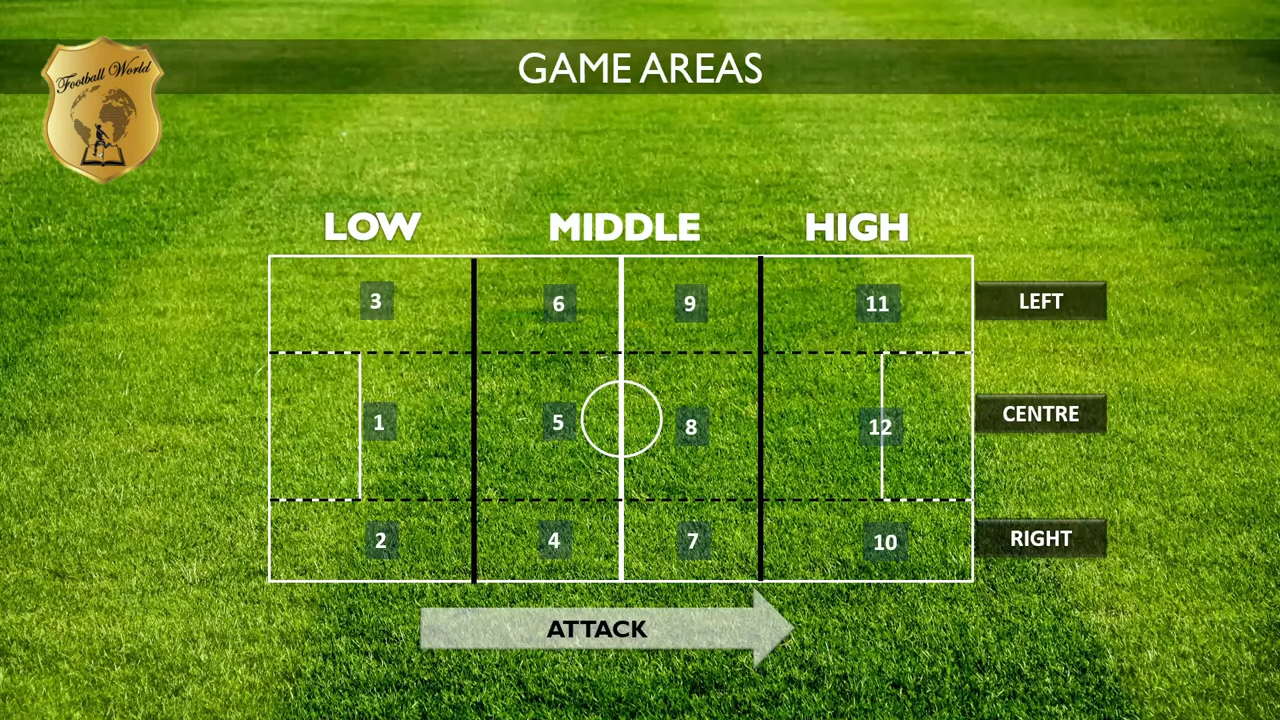 GAME AREAS
Football World
LOW MIDDLE HIGH
3 6 9 11 LEFT
1 5 8 12 CENTRE
2 4 7 10 RIGHT
ATTACK